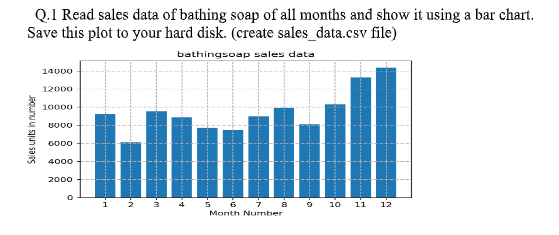 Q.1 Read sales data of bathing soap of all months and show it using a bar chart.
Save this plot to your hard disk. (create sales_data.csv file)
bathingsoap sales data
Sales units in number
14000
12000
10000
8000
6000
4000
2000
0
1 2 3 4 5 6 7 8 9 10 11 12
Month Number